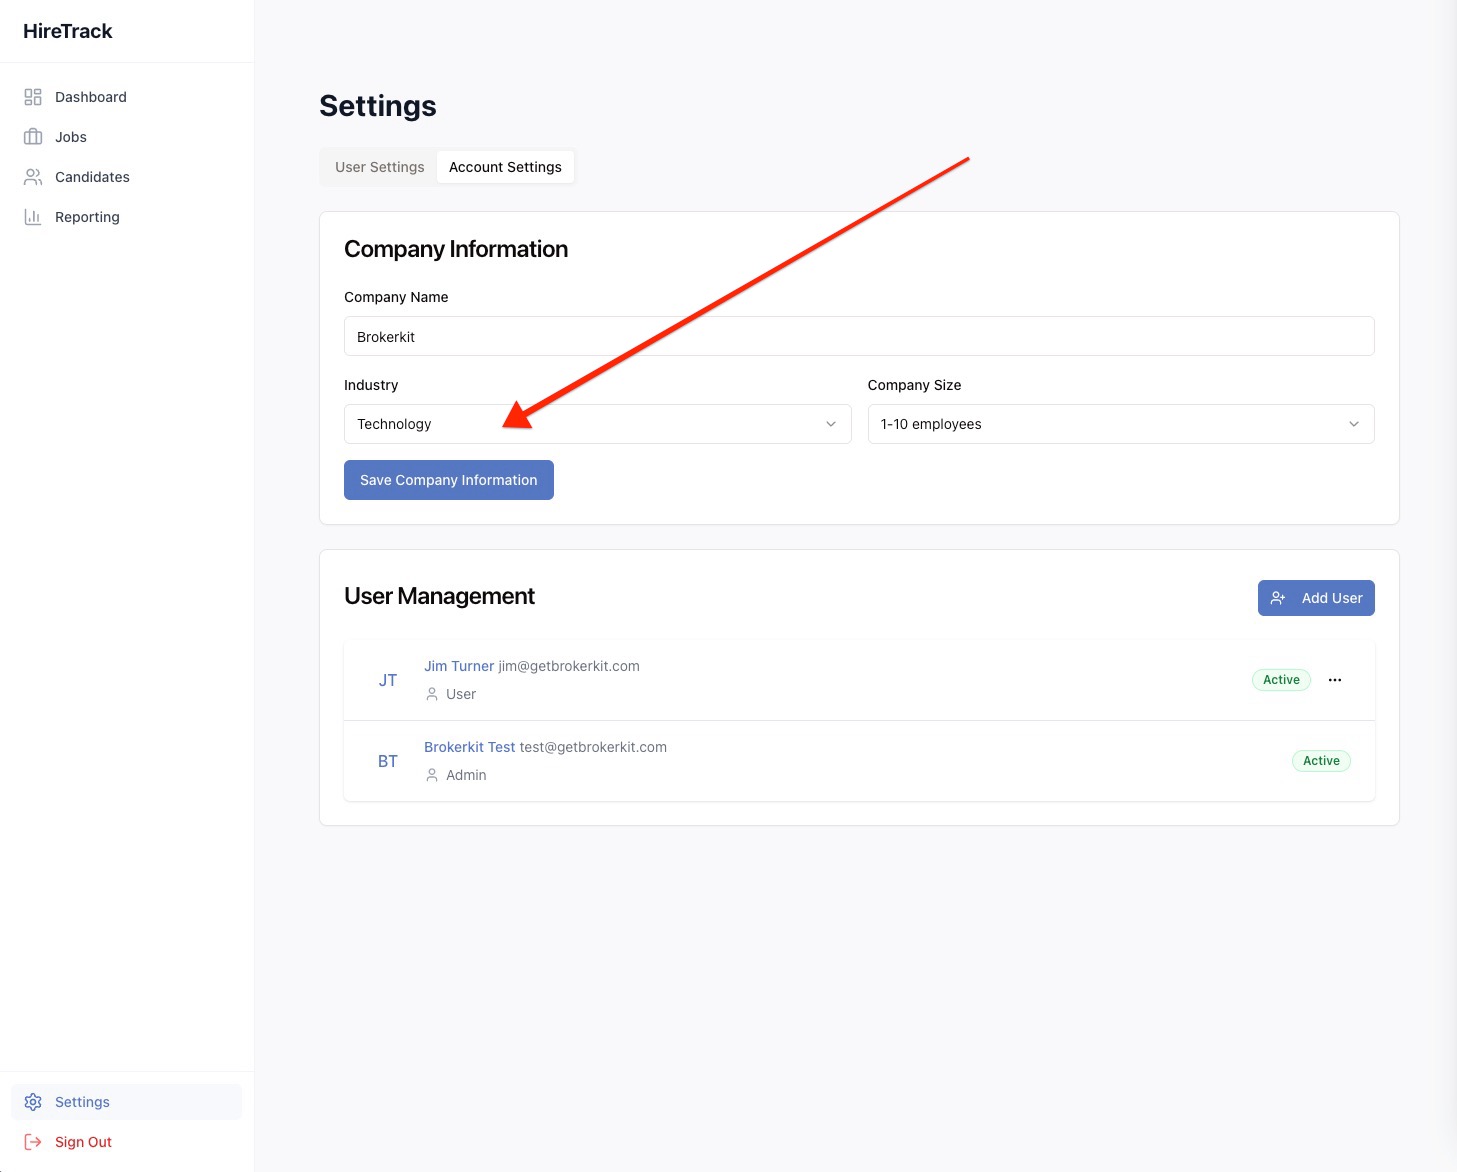 HireTrack
Dashboard
Jobs
Candidates
Reporting
Settings
Sign Out
Settings
User Settings Account Settings
Company Information
Company Name
Brokerkit
Industry Company Size
Technology 1-10 employees
Save Company Information
User Management Add User
JT Jim Turner jim@getbrokerkit.com Active
User
BT Brokerkit Test test@getbrokerkit.com Active
Admin